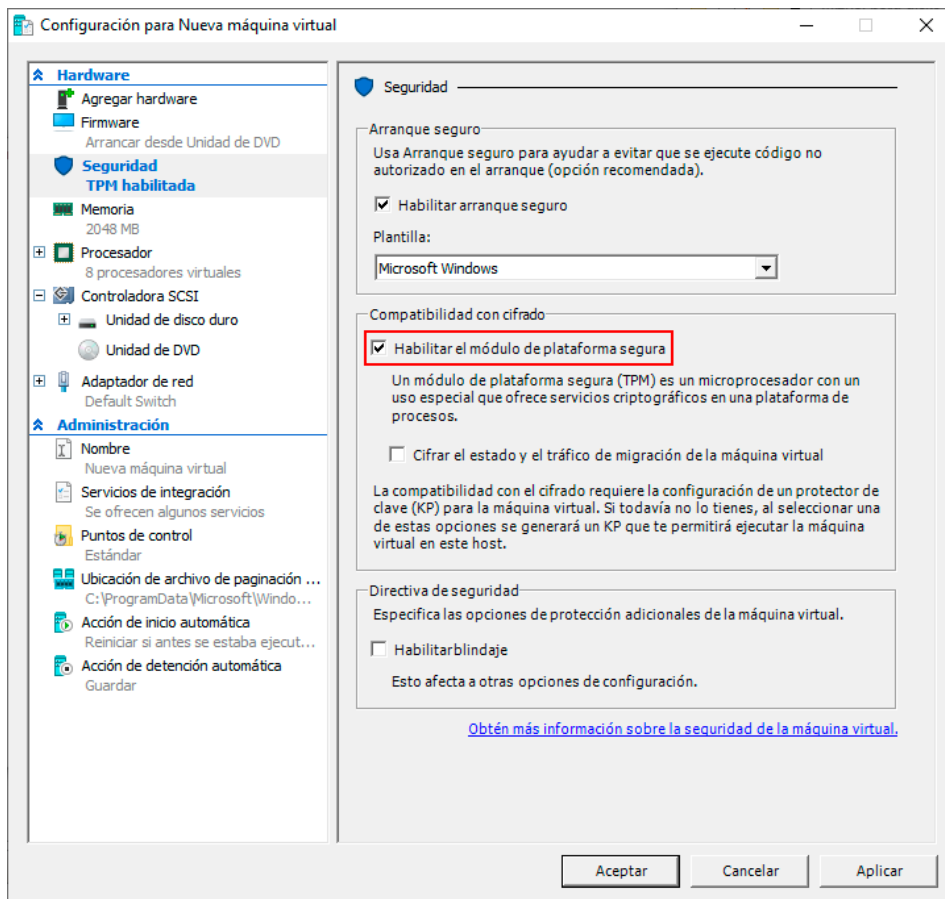 Configuración para Nueva máquina virtual
Hardware
Agregar hardware
Firmware
Arrancar desde Unidad de DVD
Seguridad
TPM habilitada
Memoria
2048 MB
Procesador
8 procesadores virtuales
Controladora SCSI
Unidad de disco duro
Unidad de DVD
Adaptador de red
Default Switch
Administración
Nombre
Nueva máquina virtual
Servicios de integración
Se ofrecen algunos servicios
Puntos de control
Estándar
Ubicación de archivo de paginación ...
C:\ProgramData\Microsoft\Windo...
Acción de inicio automática
Reiniciar si antes se estaba ejecut...
Acción de detención automática
Guardar
Seguridad
Arranque seguro
Usa Arranque seguro para ayudar a evitar que se ejecute código no
autorizado en el arranque (opción recomendada).
Habilitar arranque seguro
Plantilla:
Microsoft Windows
Compatibilidad con cifrado
Habilitar el módulo de plataforma segura
Un módulo de plataforma segura (TPM) es un microprocesador con un
uso especial que ofrece servicios criptográficos en una plataforma de
procesos.
Cifrar el estado y el tráfico de migración de la máquina virtual
La compatibilidad con el cifrado requiere la configuración de un protector de
clave (KP) para la máquina virtual. Si todavía no lo tienes, al seleccionar una
de estas opciones se generará un KP que te permitirá ejecutar la máquina
virtual en este host.
Directiva de seguridad
Especifica las opciones de protección adicionales de la máquina virtual.
Habilitarblindaje
Esto afecta a otras opciones de configuración.
Obtén más información sobre la seguridad de la máquina virtual.
Aceptar
Cancelar
Aplicar